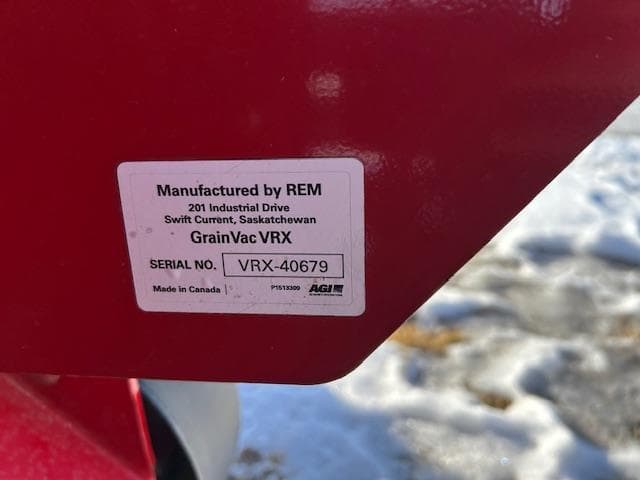 Manufactured by REM
201 Industrial Drive
Swift Current, Saskatchewan
GrainVac VRX
SERIAL NO. VRX-40679
Made in Canada P1513309 AGI